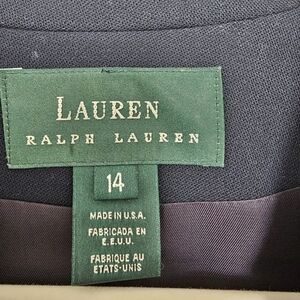 LAUREN
RALPH LAUREN
14
MADE IN U.S.A.
FABRICADA EN
E.E.U.U.
FABRIQUE AU
ETATS-UNIS